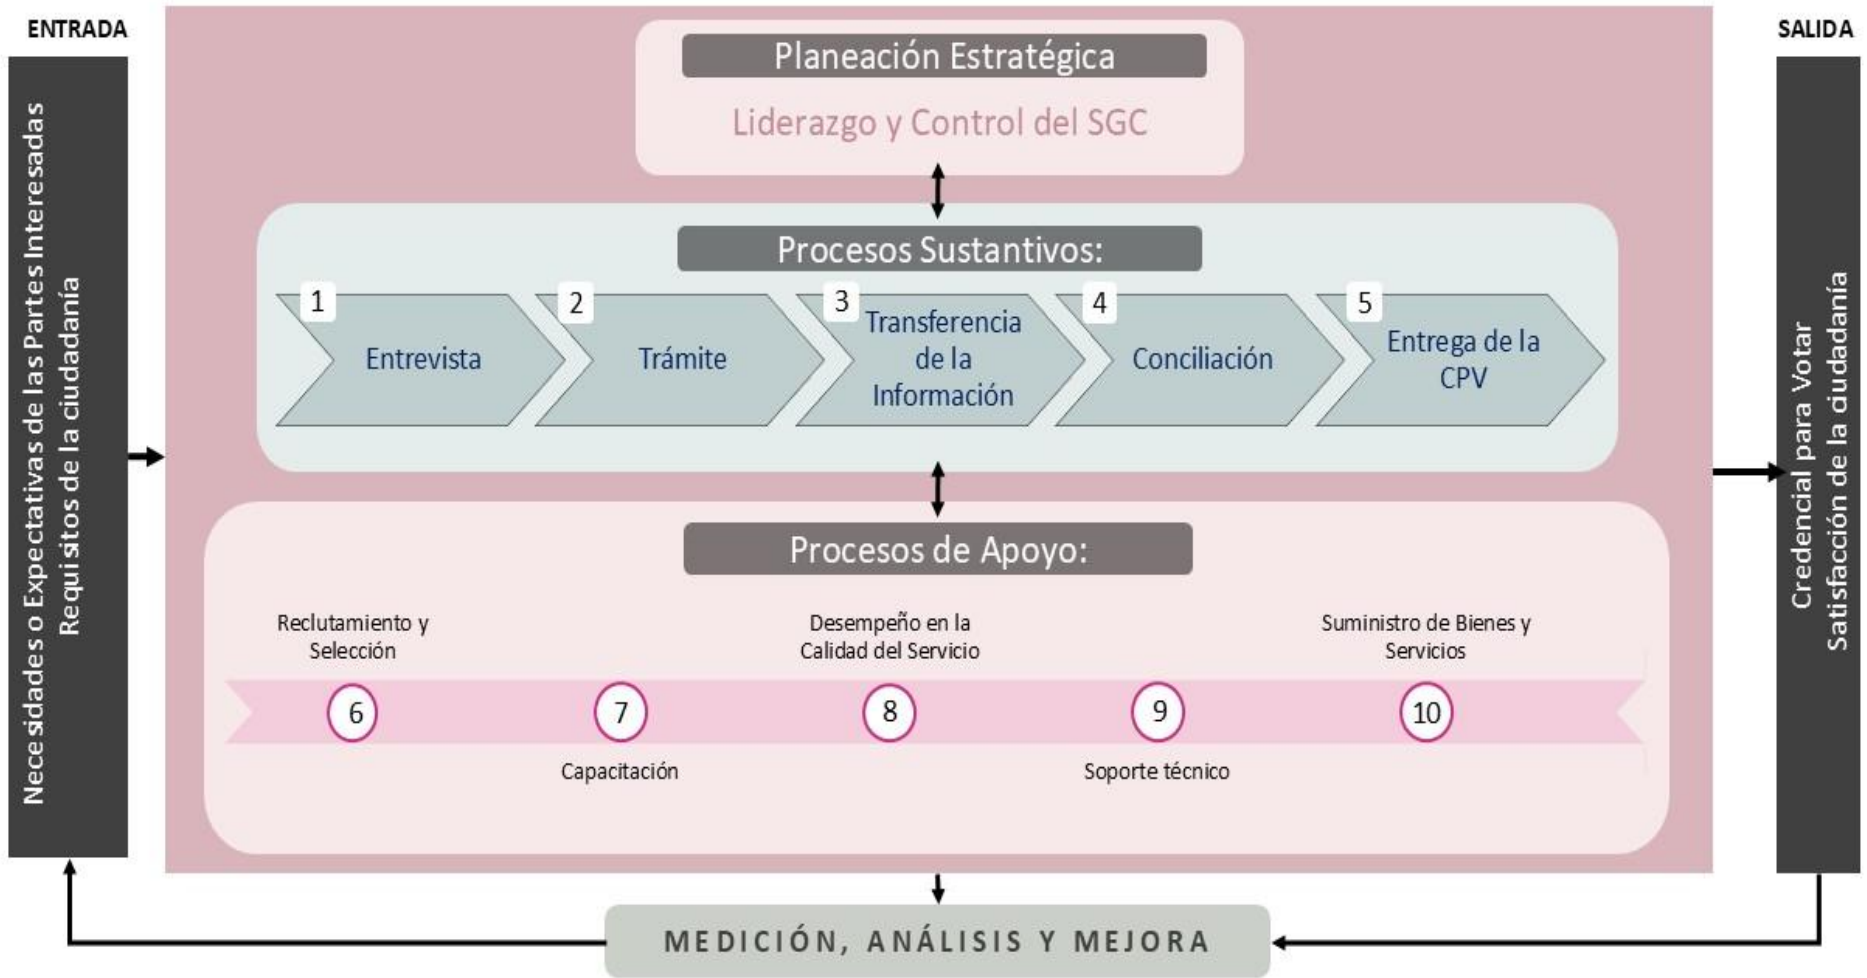 ENTRADA
Necesidades o Expectativas de las Partes Interesadas
Requisitos de la ciudadanía
Planeación Estratégica
Liderazgo y Control del SGC
Procesos Sustantivos:
1
Entrevista
2
Trámite
3
Transferencia
de la
Información
4
Conciliación
5
Entrega de la
CPV
Procesos de Apoyo:
Reclutamiento y
Selección
6
7
Capacitación
Desempeño en la
Calidad del Servicio
8
9
Soporte técnico
Suministro de Bienes y
Servicios
10
SALIDA
Credencial para Votar
Satisfacción de la ciudadanía
MEDICIÓN, ANÁLISIS Y MEJORA